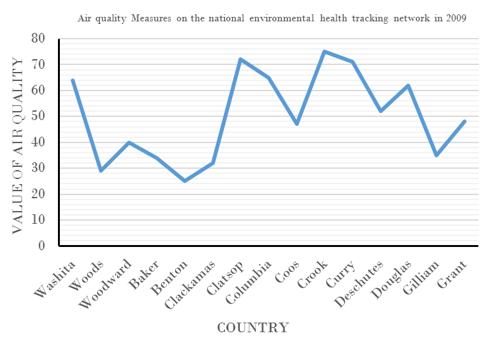 Air quality Measures on the national environmental health tracking network in 2009
VALUE OF AIR QUALITY
80
70
60
50
40
30
20
10
0
Washita
Woods
Woodward
Baker
Benton
Clackamas
Clatsop
Columbia
Coos
Crook
Curry
Deschutes
Douglas
Gilliam
Grant
COUNTRY